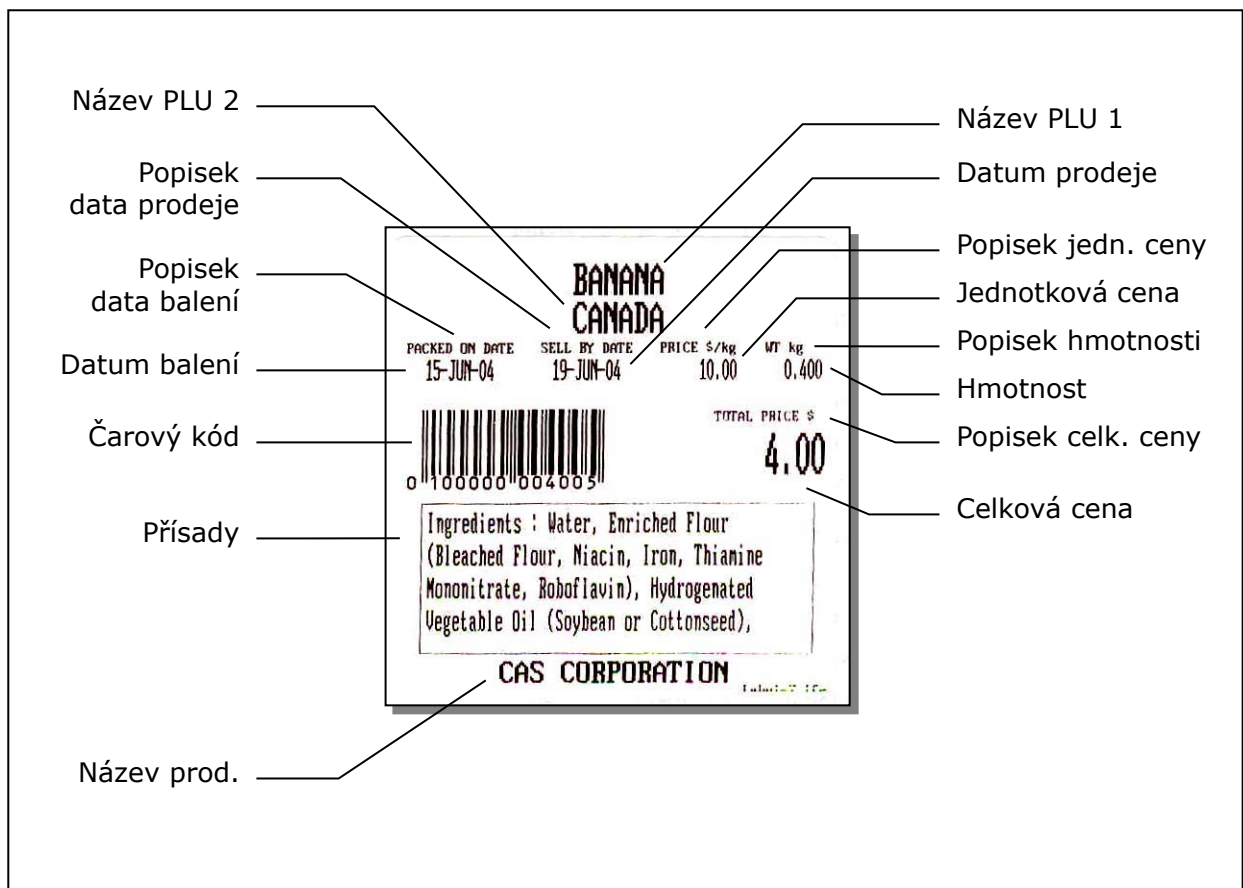 Název PLU 2
Název PLU 1
Popisek
data prodeje
Datum prodeje
Popisek
data balení
Popisek jedn. ceny
Jednotková cena
Datum balení
Popisek hmotnosti
Hmotnost
Čarový kód
Popisek celk. ceny
Přísady
Celková cena
Název prod.
BANANA
CANADA
PACKED ON DATE SELL BY DATE PRICE $/kg WT kg
15-JUN-04 19-JUN-04 10.00 0.400
TOTAL PRICE $
4.00
0 100000 004005
Ingredients : Water, Enriched Flour
(Bleached Flour, Niacin, Iron, Thiamine
Mononitrate, Roboflavin), Hydrogenated
Vegetable Oil (Soybean or Cottonseed),
CAS CORPORATION